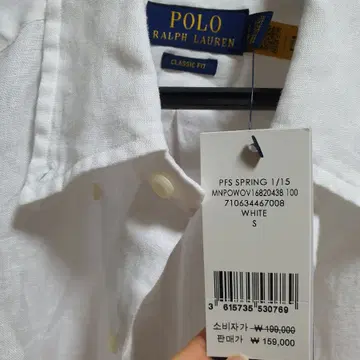 POLO
RALPH LAUREN
CLASSIC FIT
PFS SPRING 1/15
MNPOWOV16820438 100
710634467008
WHITE
S
3 615735 530769
소비자가 ₩ 199,000
판매가 ₩ 159,000